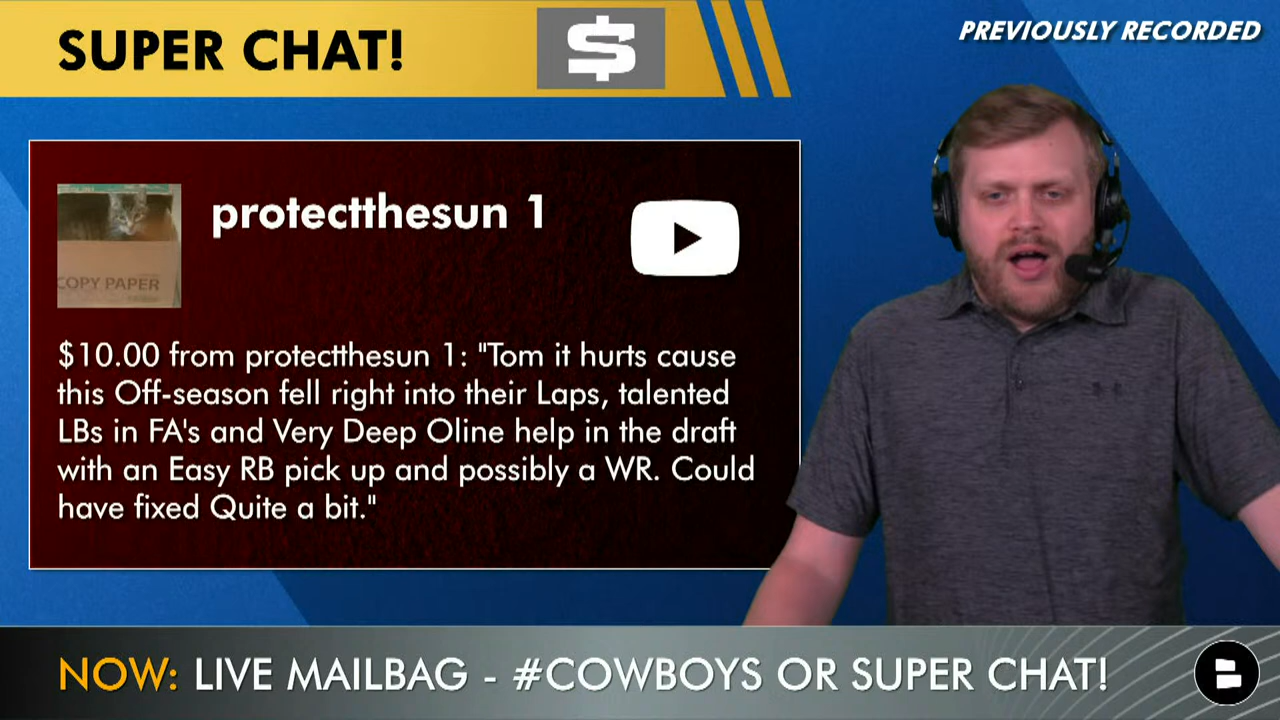 SUPER CHAT!
$
PREVIOUSLY RECORDED
protectthesun 1
COPY PAPER
$10.00 from protectthesun 1: "Tom it hurts cause
this Off-season fell right into their Laps, talented
LBs in FA's and Very Deep Oline help in the draft
with an Easy RB pick up and possibly a WR. Could
have fixed Quite a bit."
NOW: LIVE MAILBAG - #COWBOYS OR SUPER CHAT!